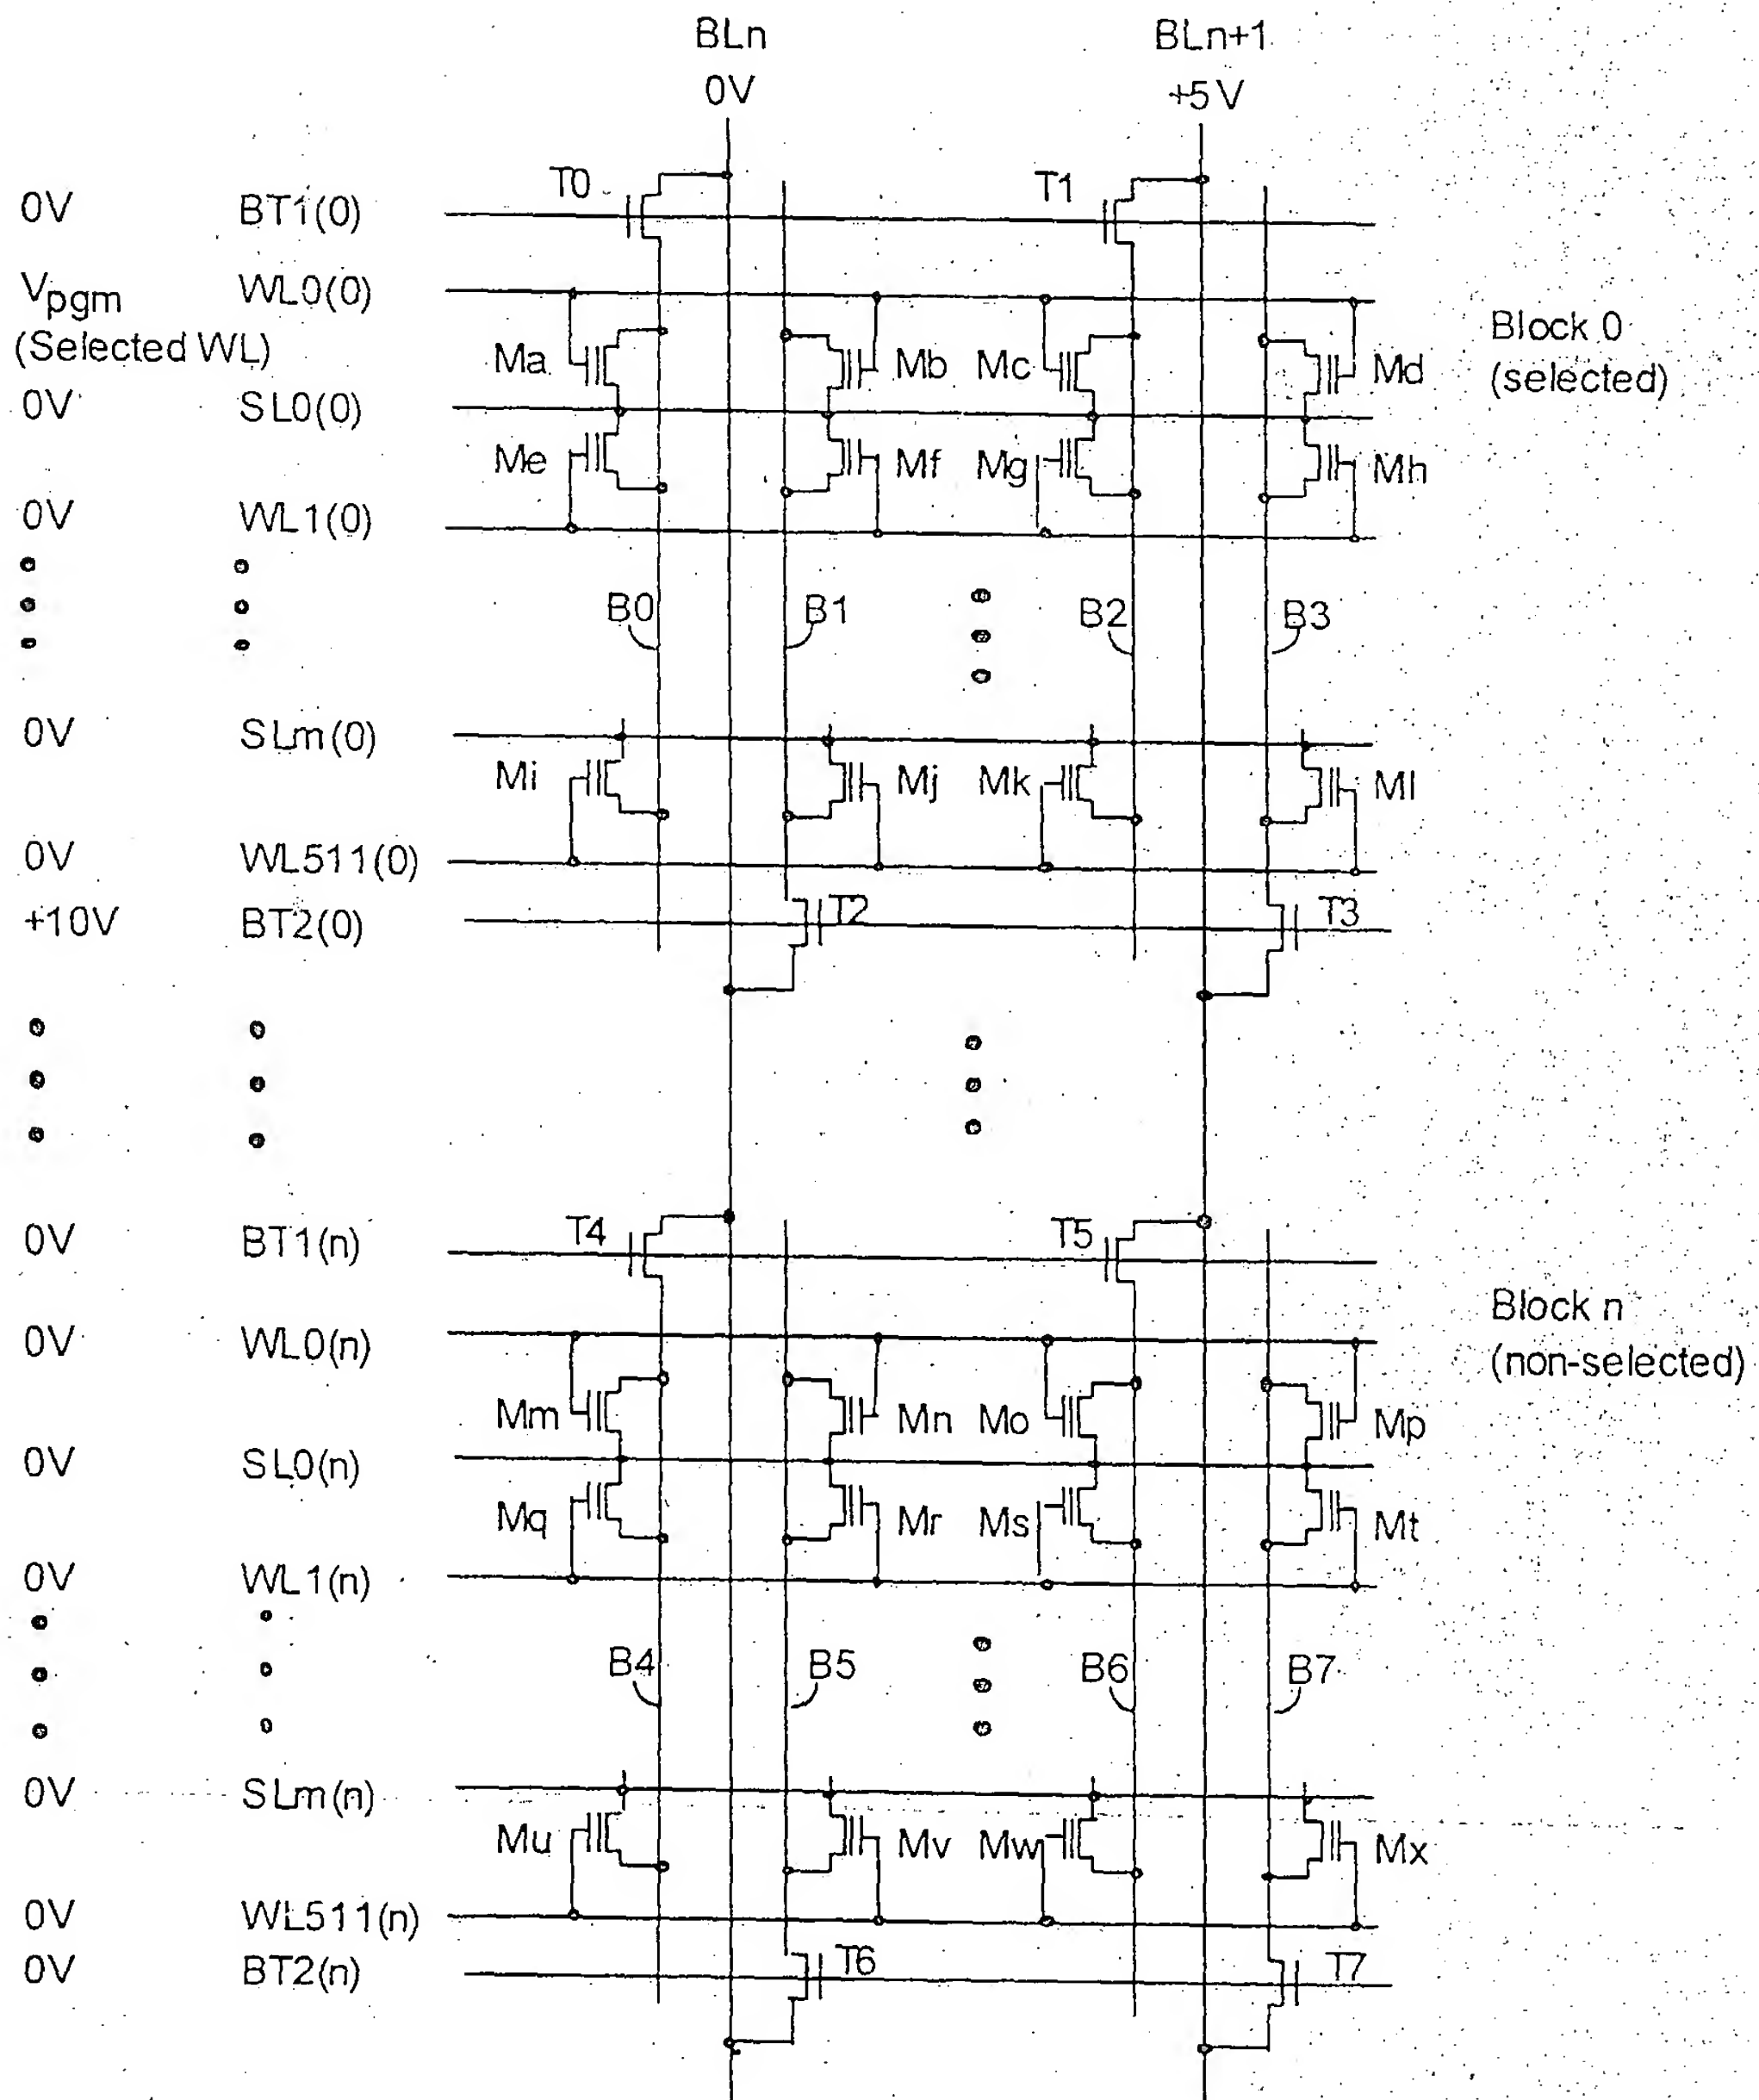 BLn BLn+1
0V +5V
0V BT1(0) T0 T1
Vpgm WL0(0)
(Selected WL) Ma Mb Mc Md Block 0
(selected)
0V SL0(0)
Me Mf Mg Mh
0V WL1(0)
B0 B1 B2 B3
0V SLm(0)
Mi Mj Mk Ml
0V WL511(0)
+10V BT2(0) T2 T3
0V BT1(n) T4 T5
0V WL0(n) Block n
(non-selected)
Mm Mn Mo Mp
0V SL0(n)
Mq Mr Ms Mt
0V WL1(n)
B4 B5 B6 B7
0V SLm(n)
Mu Mv Mw Mx
0V WL511(n)
0V BT2(n) T6 T7